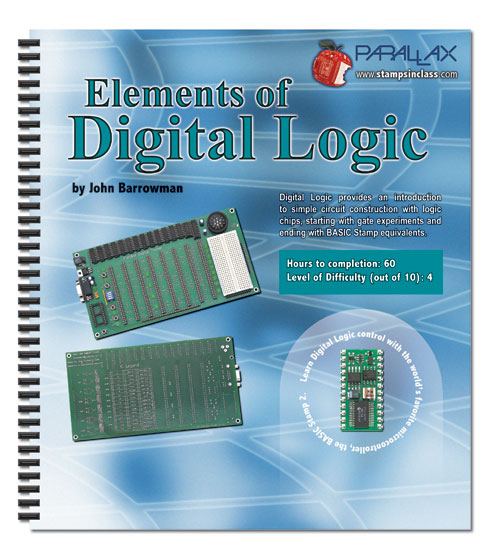 PARALLAX
www.stampsinclass.com
Elements of
Digital Logic
by John Barrowman
Digital Logic provides an introduction
to simple circuit construction with logic
chips, starting with gate experiments and
ending with BASIC Stamp equivalents.
Hours to completion: 60
Level of Difficulty (out of 10): 4
Learn Digital Logic control with the world's favorite microcontroller, the BASIC Stamp 2.